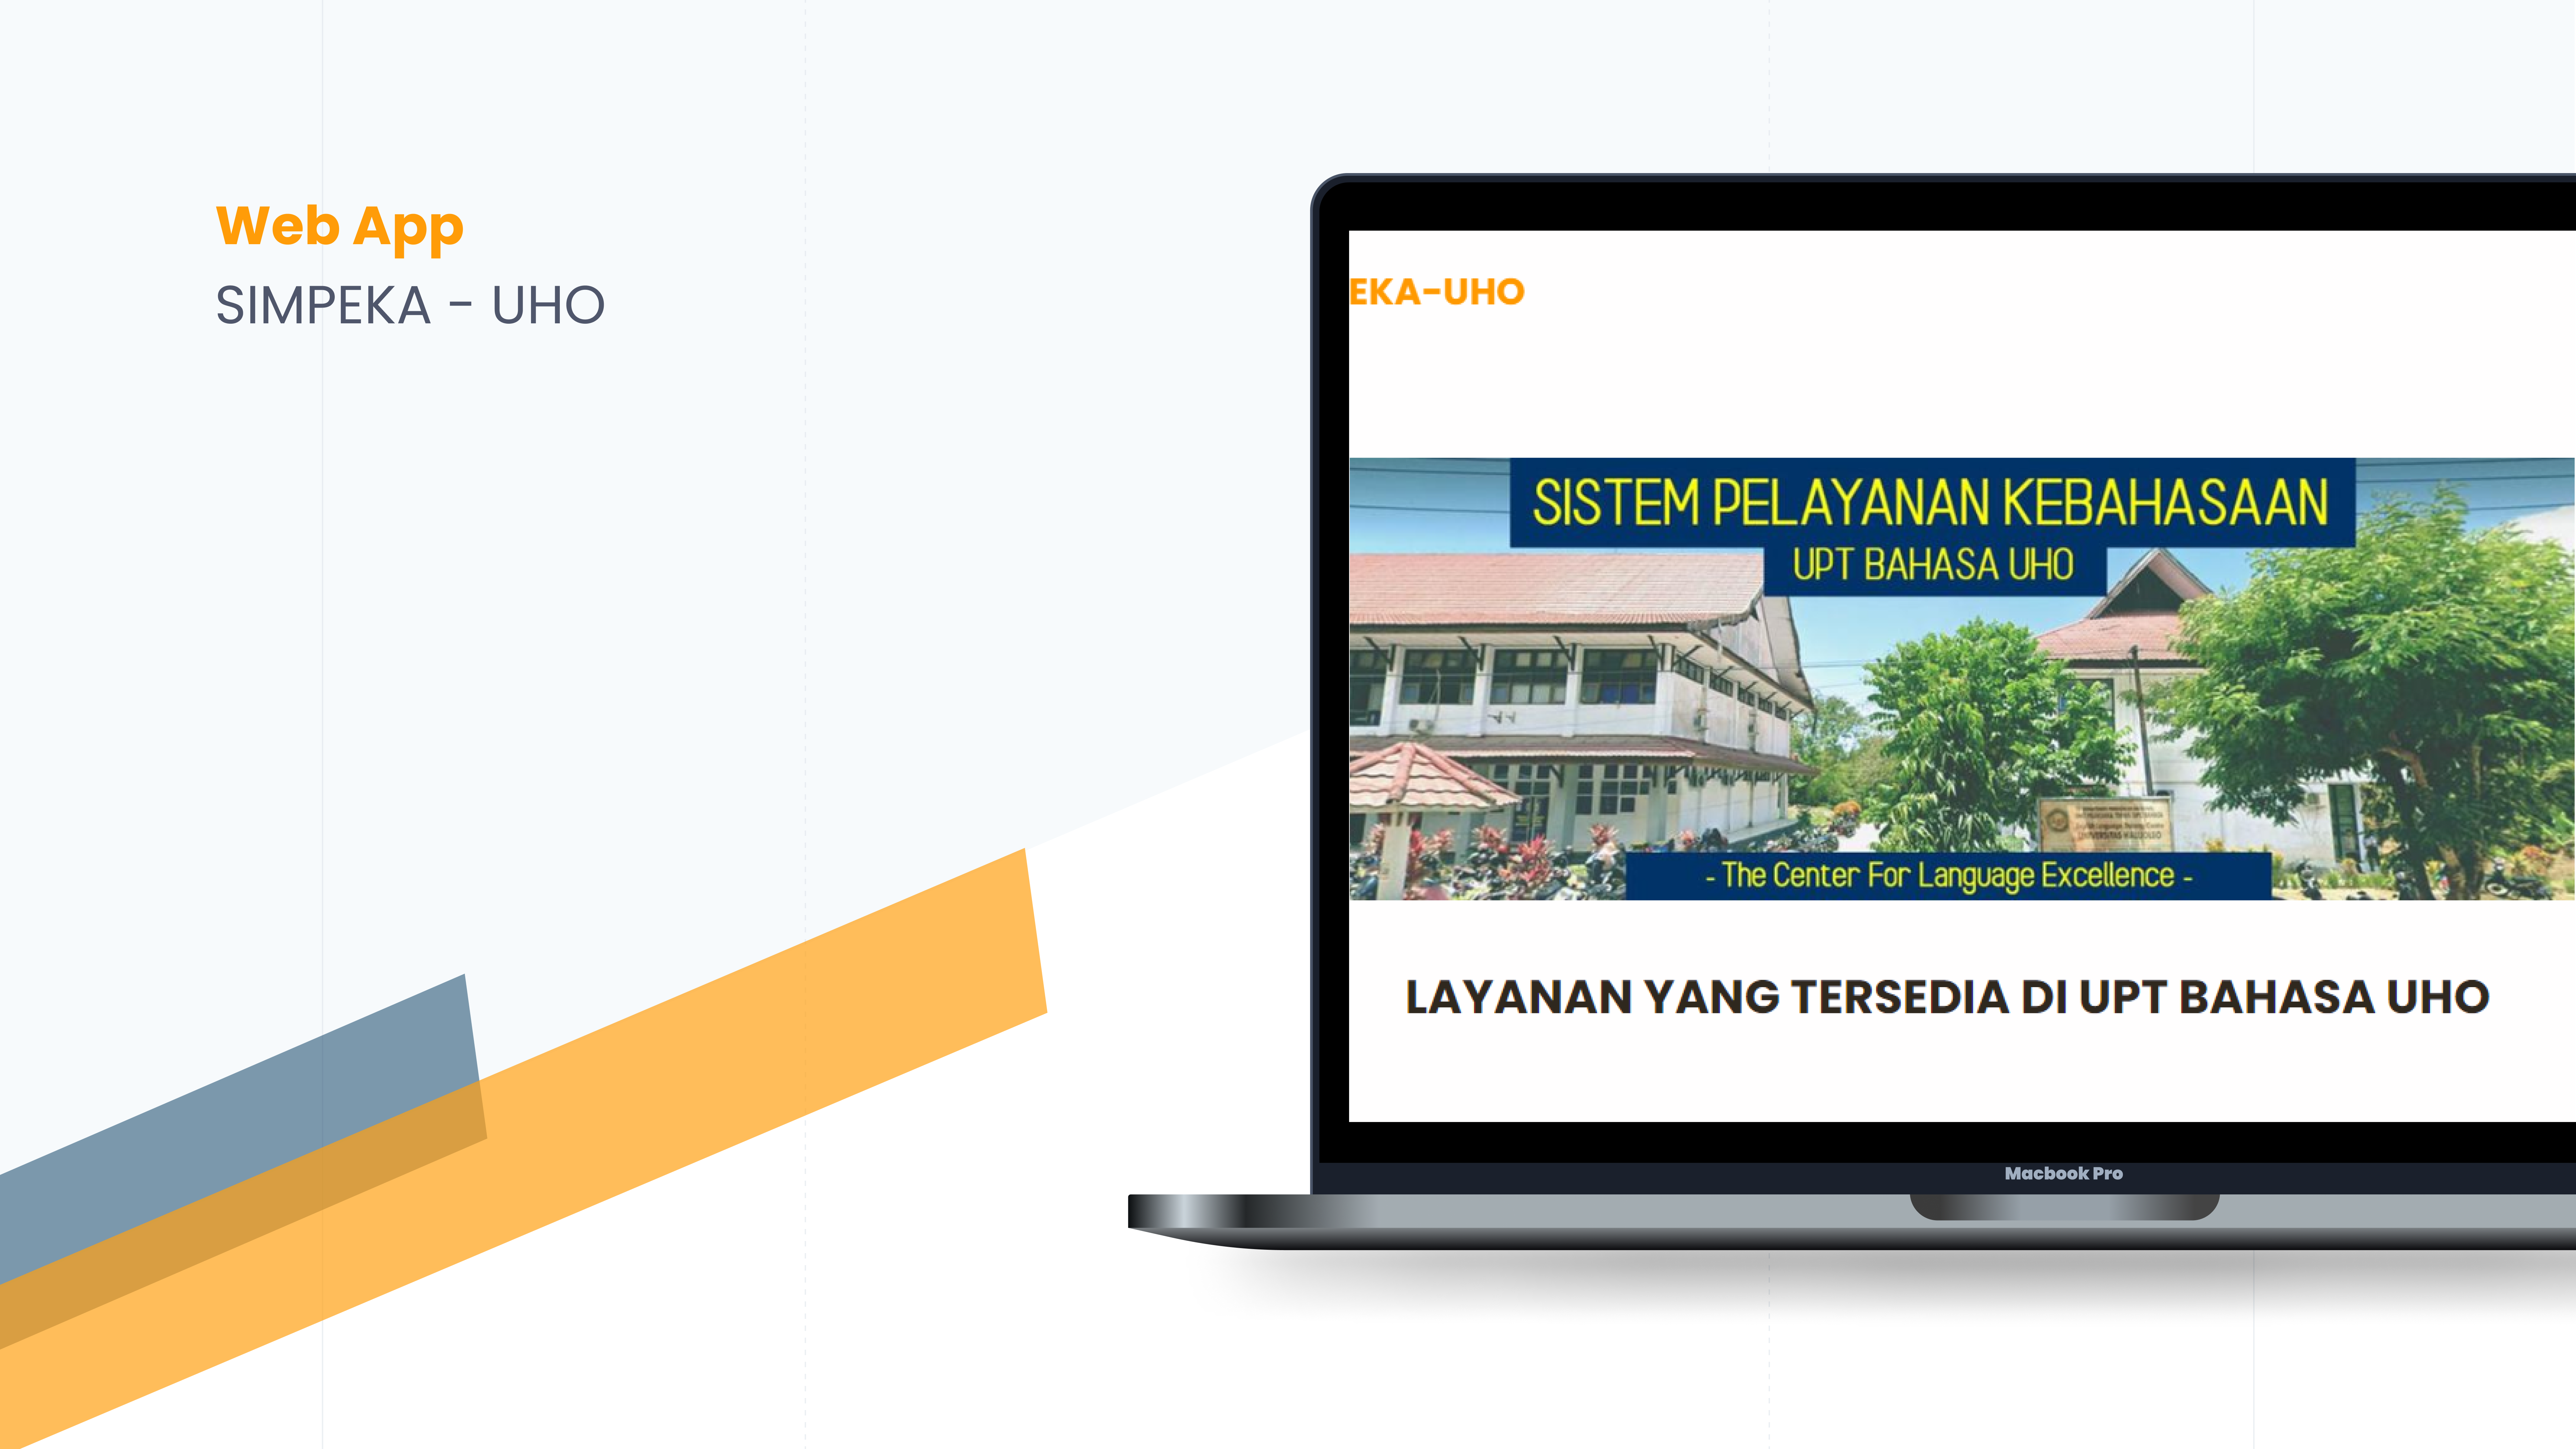 Web App
SIMPEKA - UHO
EKA-UHO
SISTEM PELAYANAN KEBAHASAAN
UPT BAHASA UHO
- The Center For Language Excellence -
LAYANAN YANG TERSEDIA DI UPT BAHASA UHO
Macbook Pro